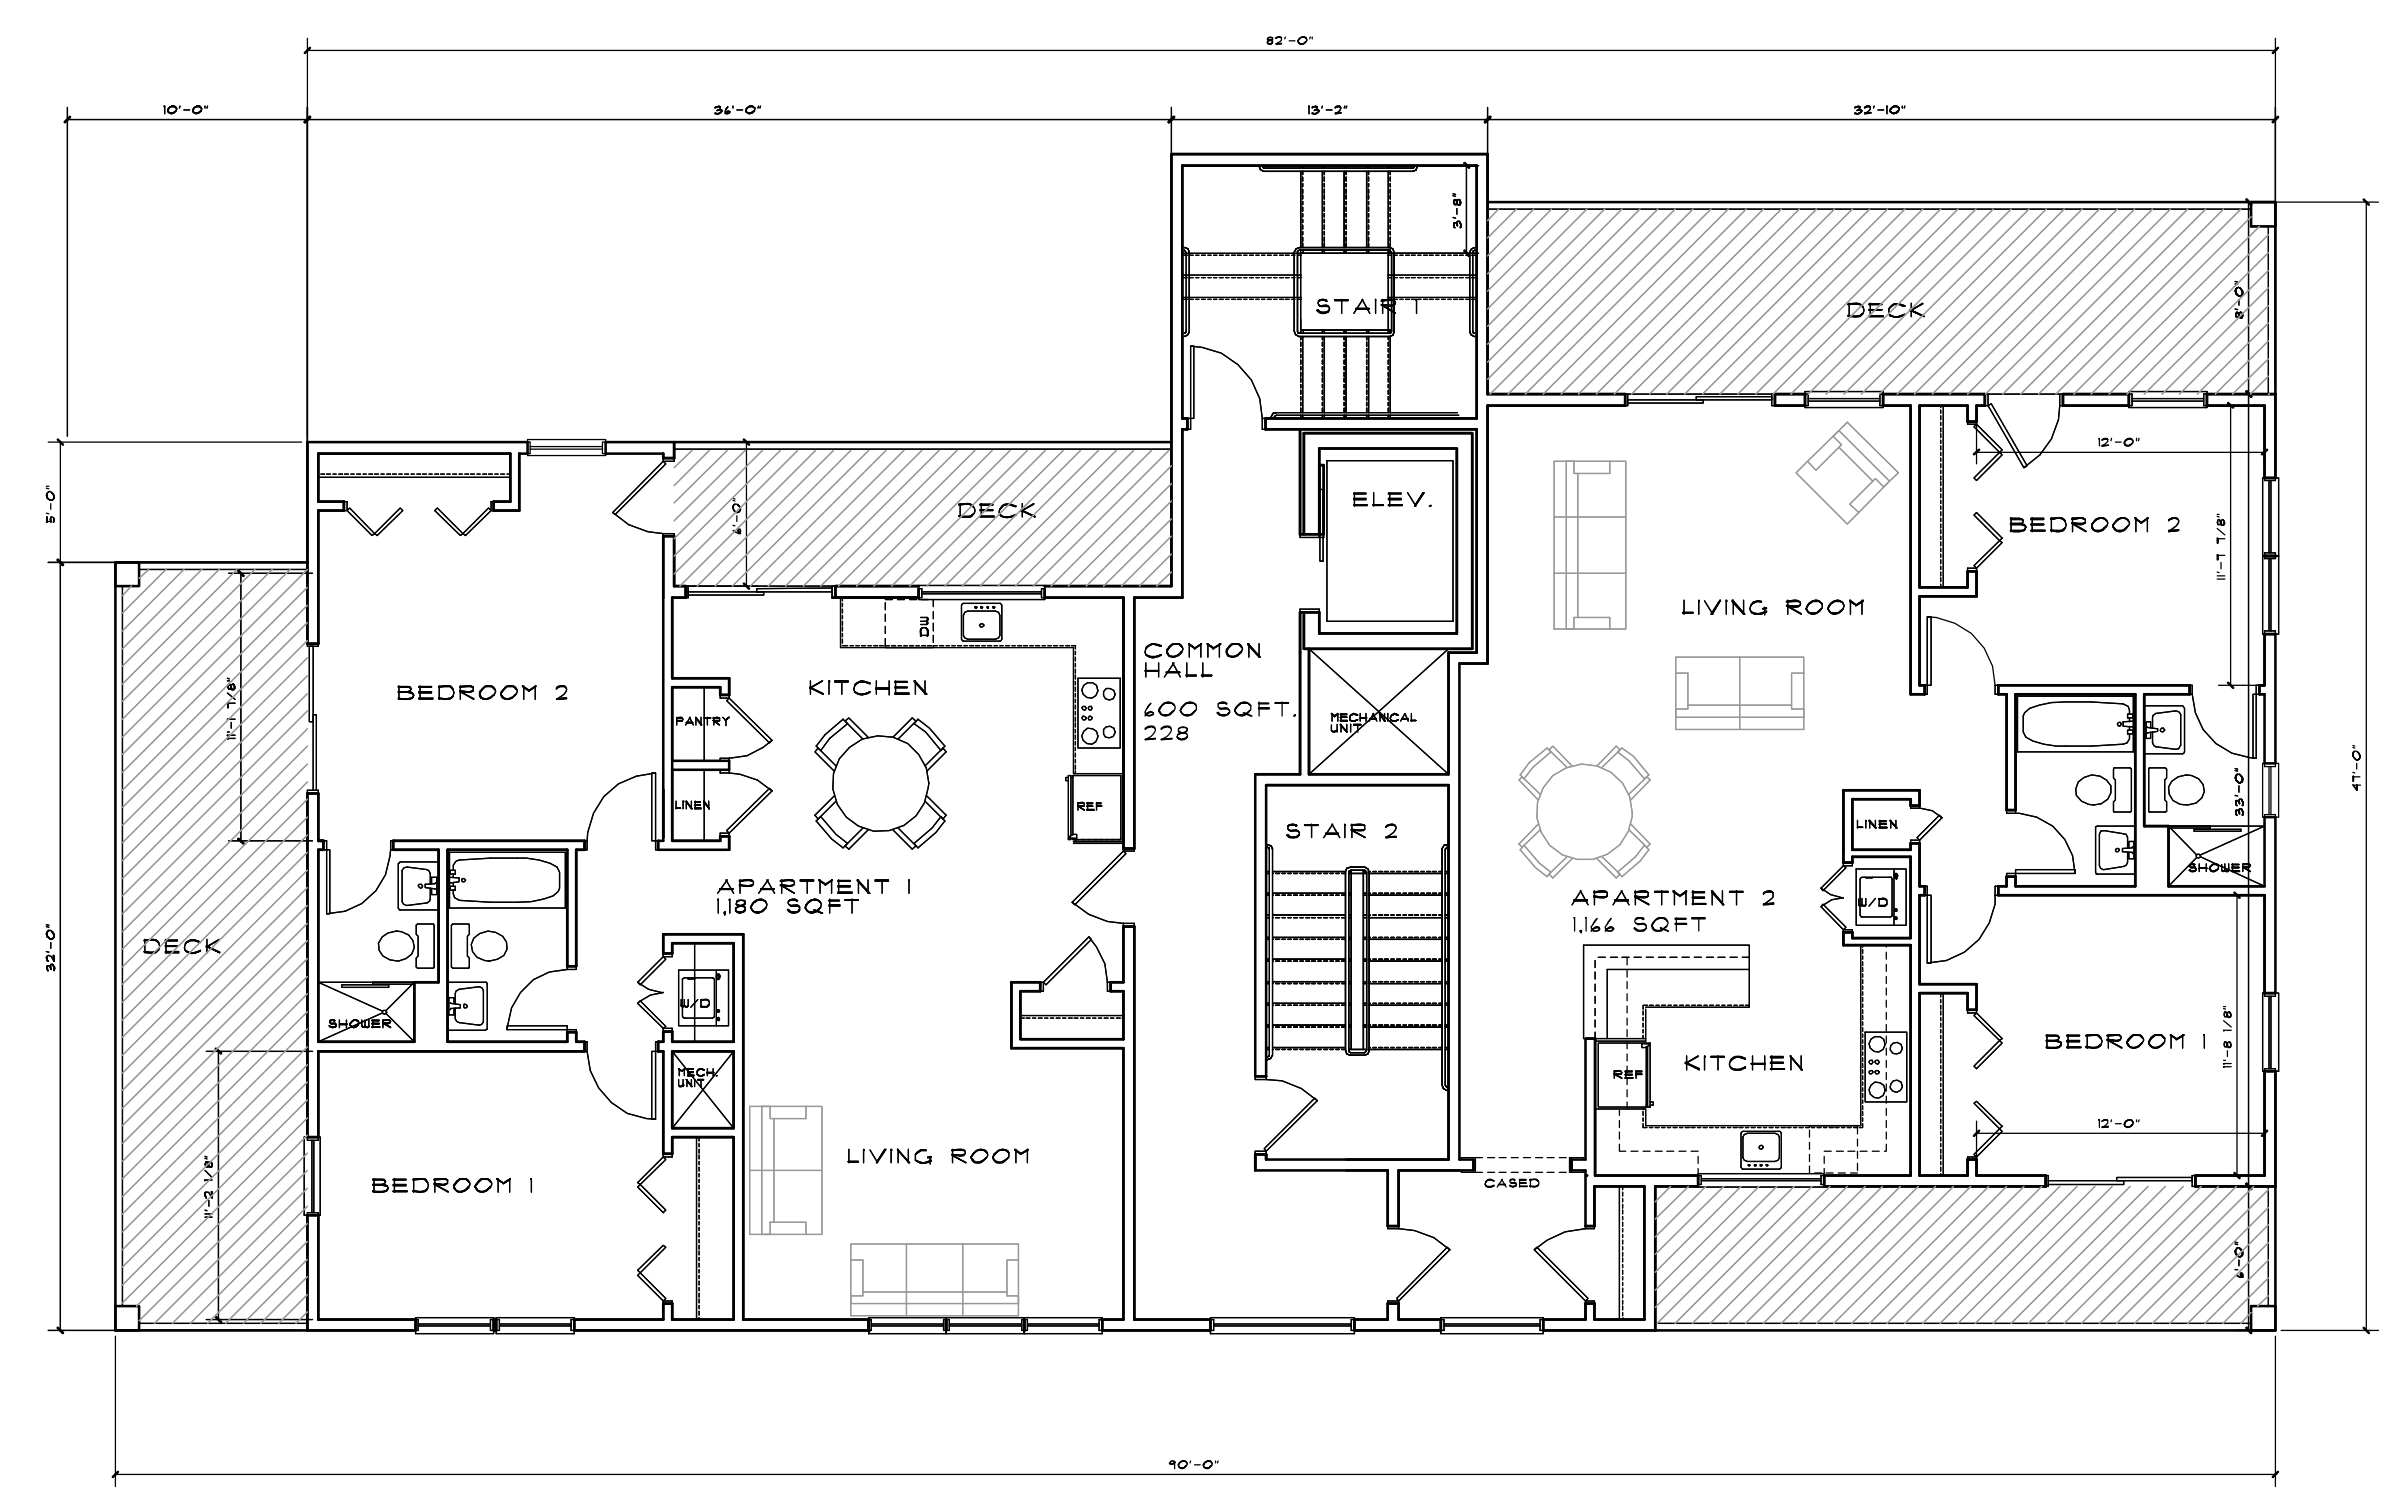 82'-0"
10'-0"
36'-0"
13'-2"
32'-10"
3'-8"
STAIR 1
DECK
8'-0"
12'-0"
5'-0"
6'-0"
DECK
ELEV.
BEDROOM 2
11'-7 7/8"
LIVING ROOM
DW
COMMON
HALL
600 SQFT.
228
KITCHEN
BEDROOM 2
11'-1 7/8"
PANTRY
MECHANICAL
UNIT
47'-0"
33'-0"
LINEN
REF
STAIR 2
LINEN
SHOWER
APARTMENT 1
1,180 SQFT
APARTMENT 2
1,166 SQFT
W/D
DECK
32'-0"
W/D
SHOWER
BEDROOM 1
11'-8 1/8"
KITCHEN
REF
MECH.
UNIT
12'-0"
LIVING ROOM
BEDROOM 1
11'-2 1/8"
CASED
6'-0"
90'-0"